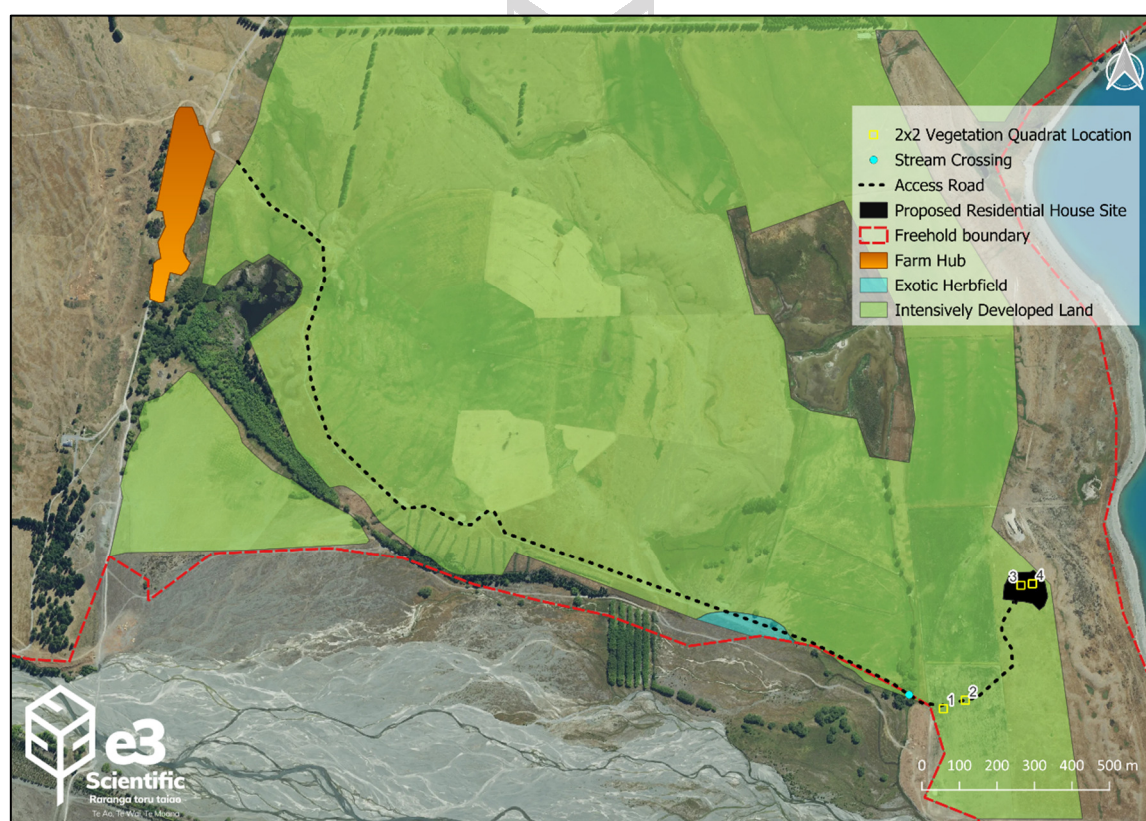 N
2x2 Vegetation Quadrat Location
Stream Crossing
Access Road
Proposed Residential House Site
Freehold boundary
Farm Hub
Exotic Herbfield
Intensively Developed Land
3 4
1 2
0 100 200 300 400 500 m
e3
Scientific
Raranga toru taiao
Te Ao, Te Wai, Te Moana